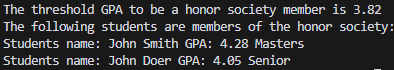 The threshold GPA to be a honor society member is 3.82
The following students are members of the honor society:
Students name: John Smith GPA: 4.28 Masters
Students name: John Doer GPA: 4.05 Senior